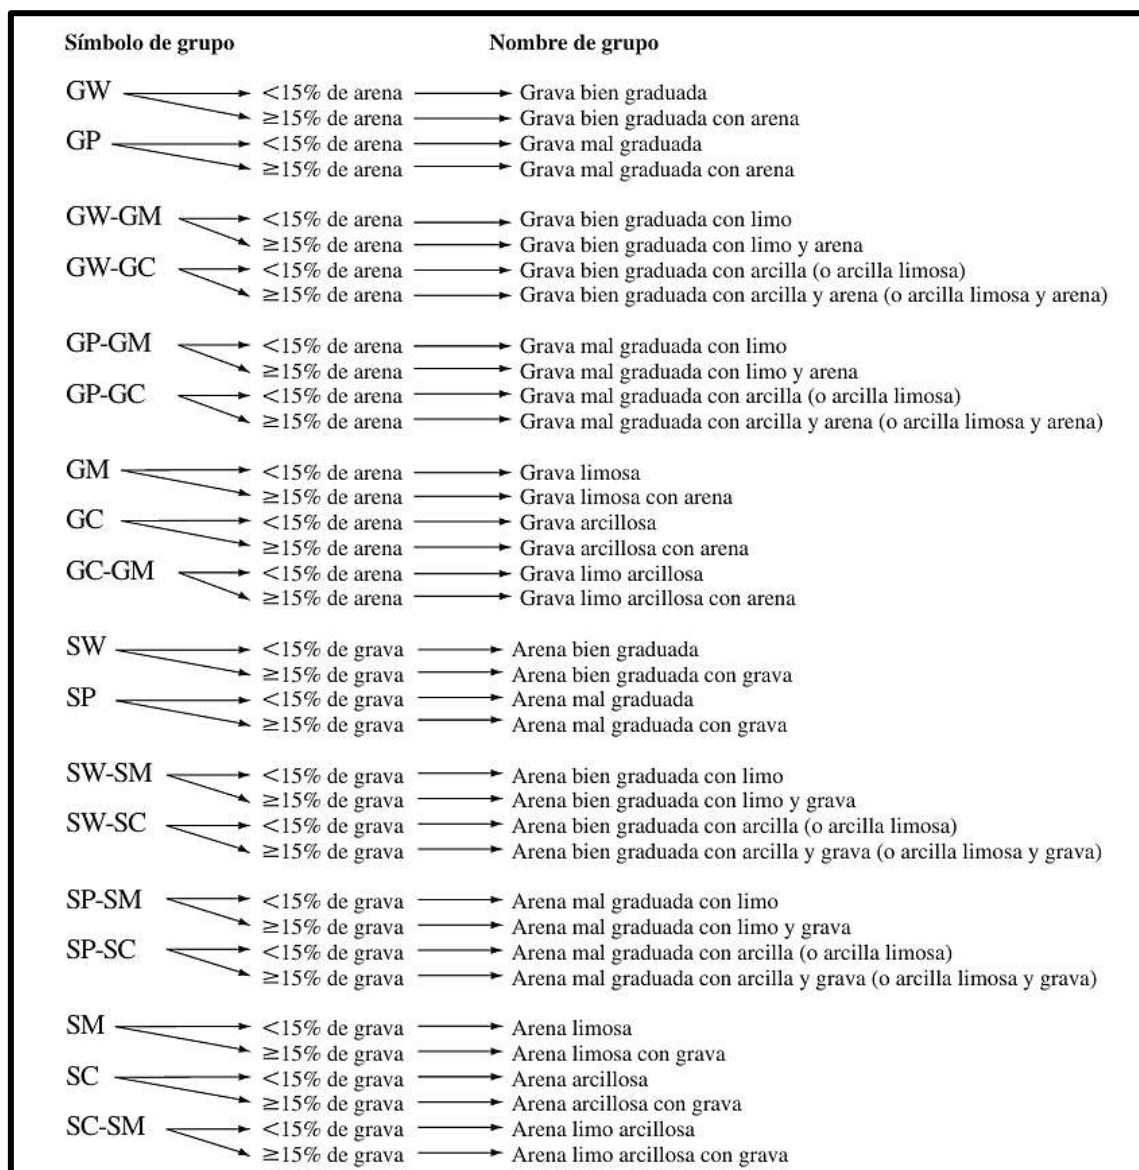 Símbolo de grupo Nombre de grupo
GW <15% de arena Grava bien graduada
≥15% de arena Grava bien graduada con arena
GP <15% de arena Grava mal graduada
≥15% de arena Grava mal graduada con arena
GW-GM <15% de arena Grava bien graduada con limo
≥15% de arena Grava bien graduada con limo y arena
GW-GC <15% de arena Grava bien graduada con arcilla (o arcilla limosa)
≥15% de arena Grava bien graduada con arcilla y arena (o arcilla limosa y arena)
GP-GM <15% de arena Grava mal graduada con limo
≥15% de arena Grava mal graduada con limo y arena
GP-GC <15% de arena Grava mal graduada con arcilla (o arcilla limosa)
≥15% de arena Grava mal graduada con arcilla y arena (o arcilla limosa y arena)
GM <15% de arena Grava limosa
≥15% de arena Grava limosa con arena
GC <15% de arena Grava arcillosa
≥15% de arena Grava arcillosa con arena
GC-GM <15% de arena Grava limo arcillosa
≥15% de arena Grava limo arcillosa con arena
SW <15% de grava Arena bien graduada
≥15% de grava Arena bien graduada con grava
SP <15% de grava Arena mal graduada
≥15% de grava Arena mal graduada con grava
SW-SM <15% de grava Arena bien graduada con limo
≥15% de grava Arena bien graduada con limo y grava
SW-SC <15% de grava Arena bien graduada con arcilla (o arcilla limosa)
≥15% de grava Arena bien graduada con arcilla y grava (o arcilla limosa y grava)
SP-SM <15% de grava Arena mal graduada con limo
≥15% de grava Arena mal graduada con limo y grava
SP-SC <15% de grava Arena mal graduada con arcilla (o arcilla limosa)
≥15% de grava Arena mal graduada con arcilla y grava (o arcilla limosa y grava)
SM <15% de grava Arena limosa
≥15% de grava Arena limosa con grava
SC <15% de grava Arena arcillosa
≥15% de grava Arena arcillosa con grava
SC-SM <15% de grava Arena limo arcillosa
≥15% de grava Arena limo arcillosa con grava